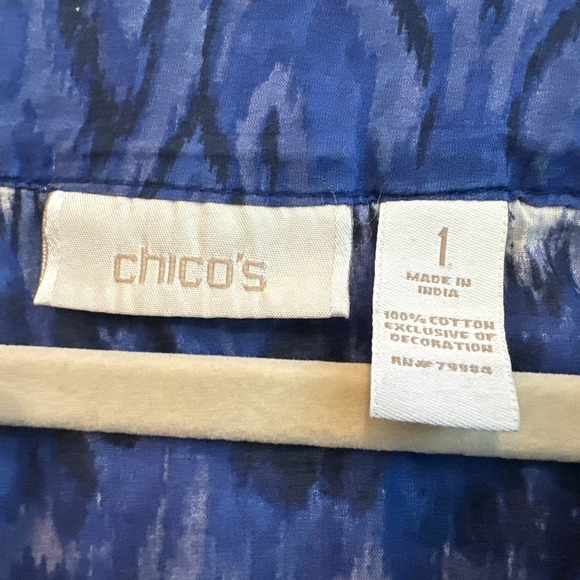 chico's
1
MADE IN
INDIA
100% COTTON
EXCLUSIVE OF
DECORATION
RN# 79984